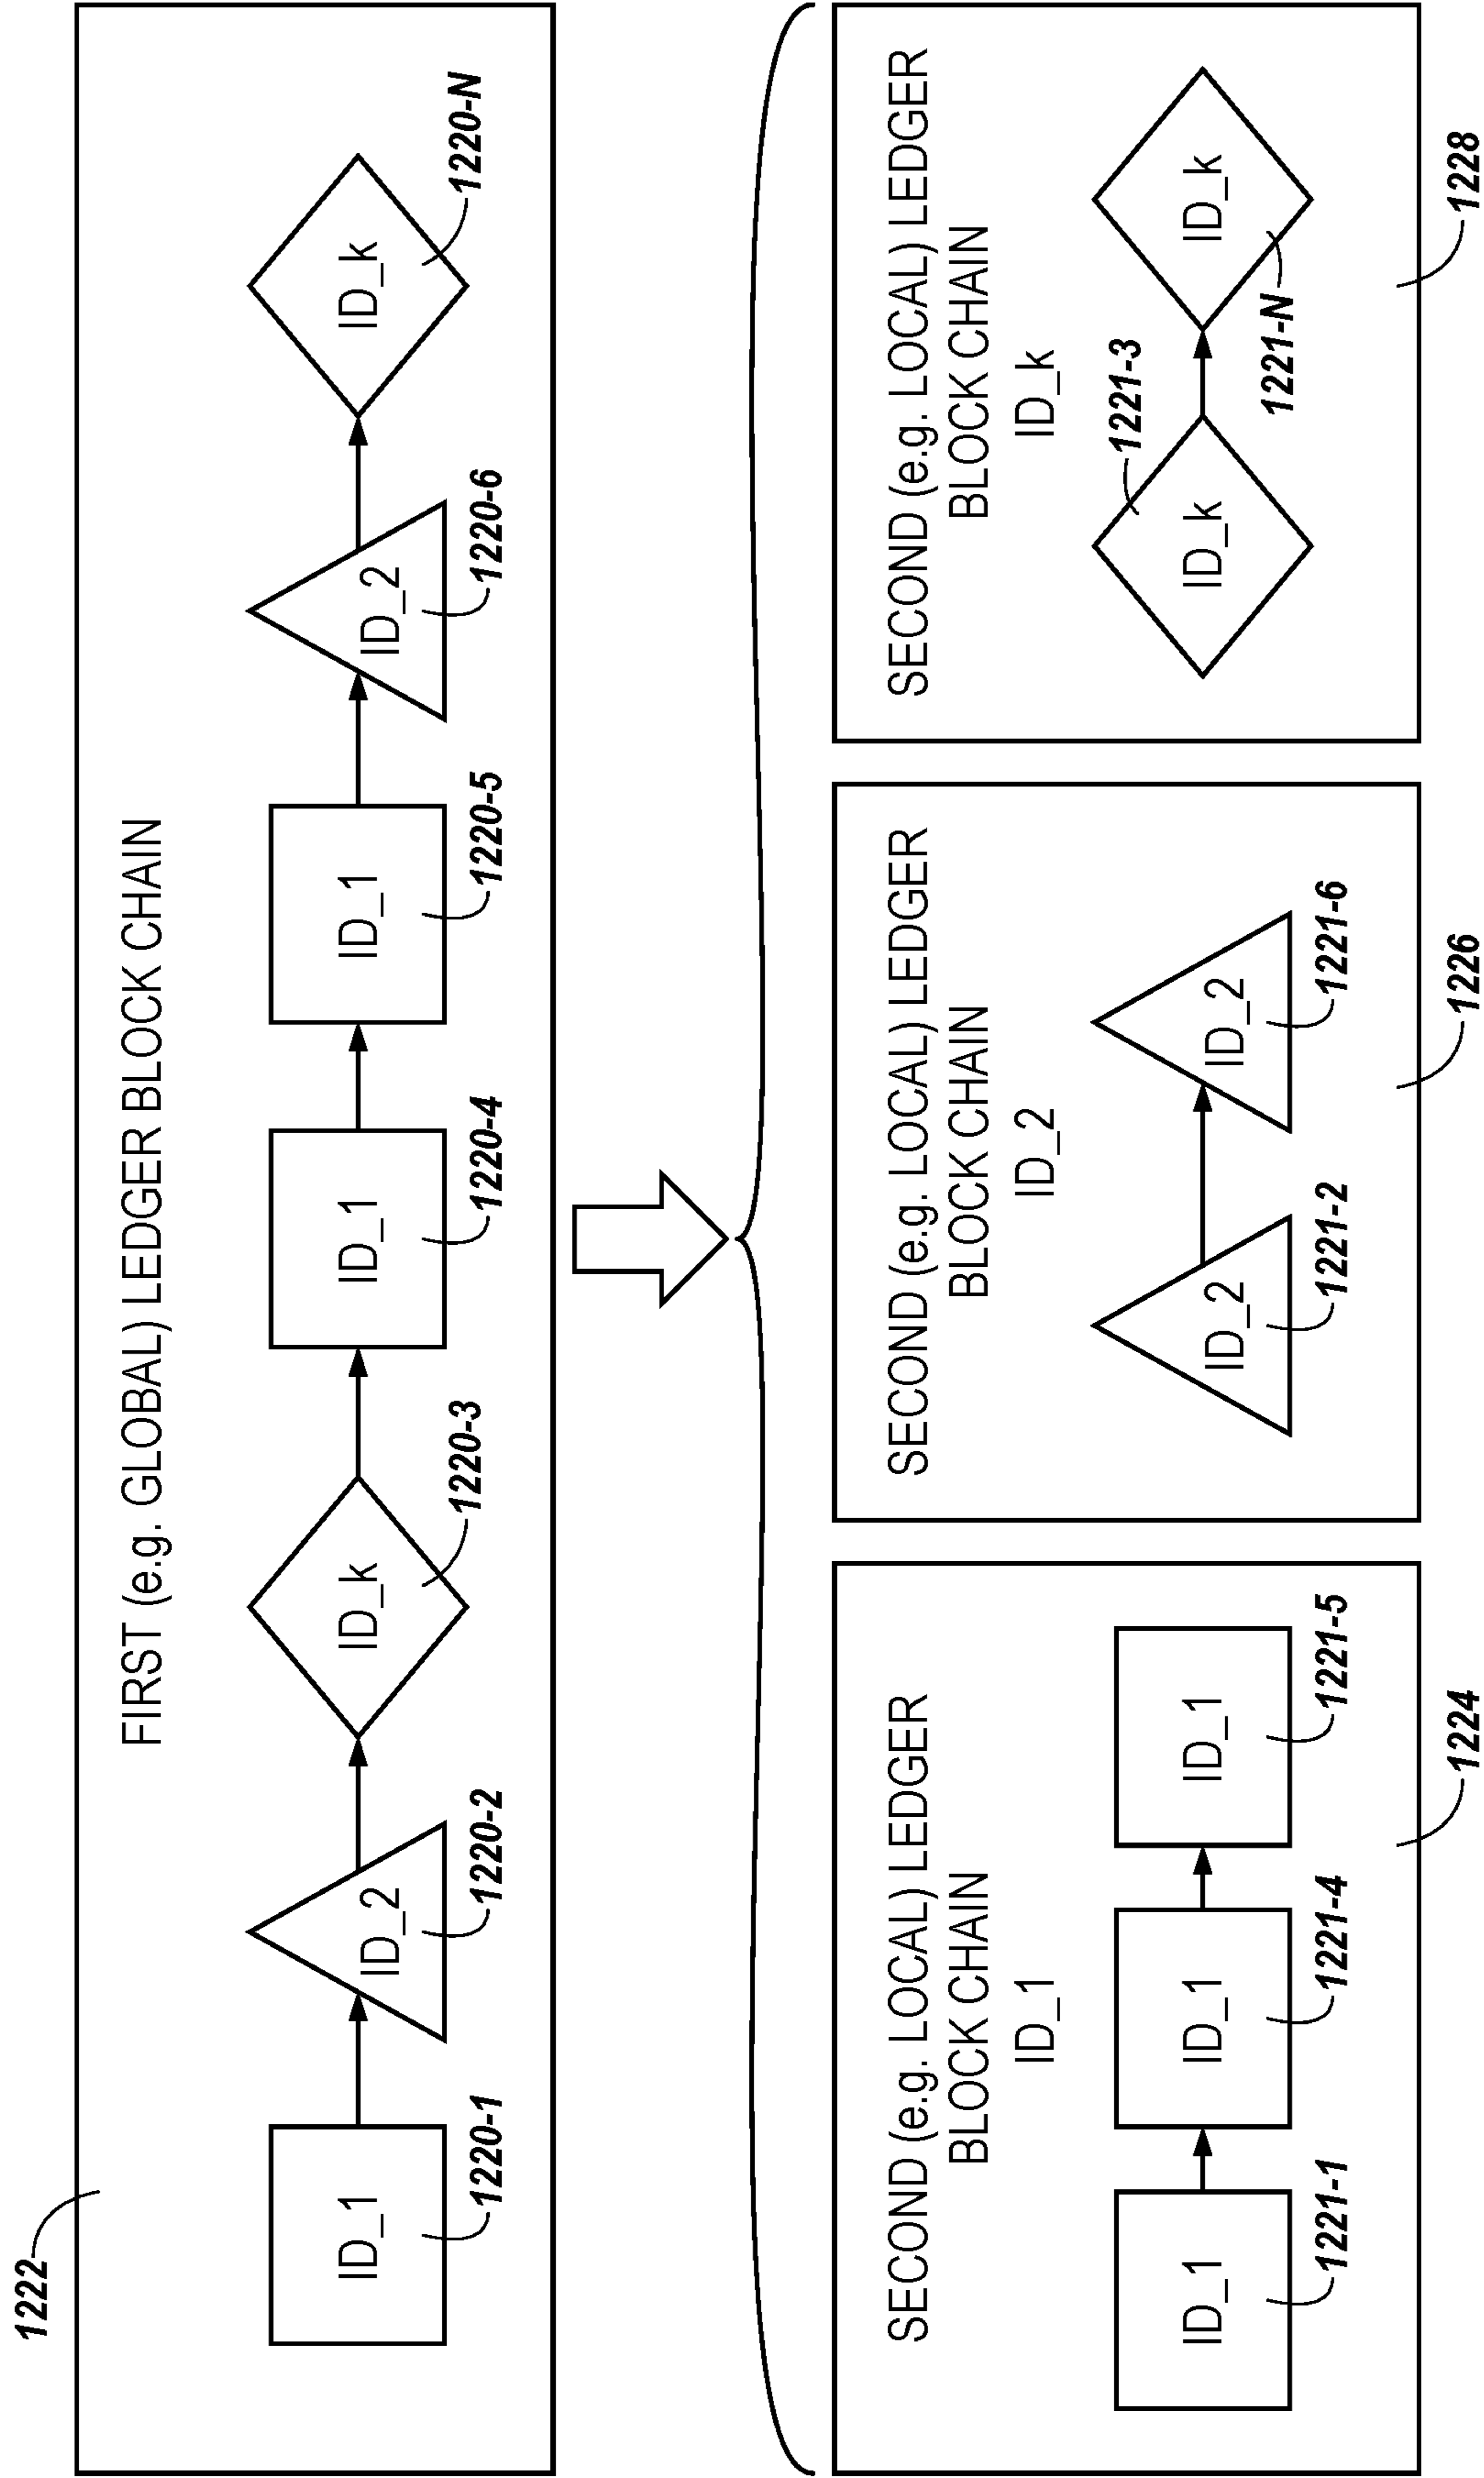 1222
FIRST (e.g. GLOBAL) LEDGER BLOCK CHAIN
ID_1
ID_2
ID_k
ID_1
ID_1
ID_2
ID_k
1220-1
1220-2
1220-3
1220-4
1220-5
1220-6
1220-N
SECOND (e.g. LOCAL) LEDGER
BLOCK CHAIN
ID_1
ID_1
ID_1
ID_1
1221-1
1221-4
1221-5
1224
SECOND (e.g. LOCAL) LEDGER
BLOCK CHAIN
ID_2
ID_2
ID_2
1221-2
1221-6
1226
SECOND (e.g. LOCAL) LEDGER
BLOCK CHAIN
ID_k
1221-3
ID_k
ID_k
1221-N
1228